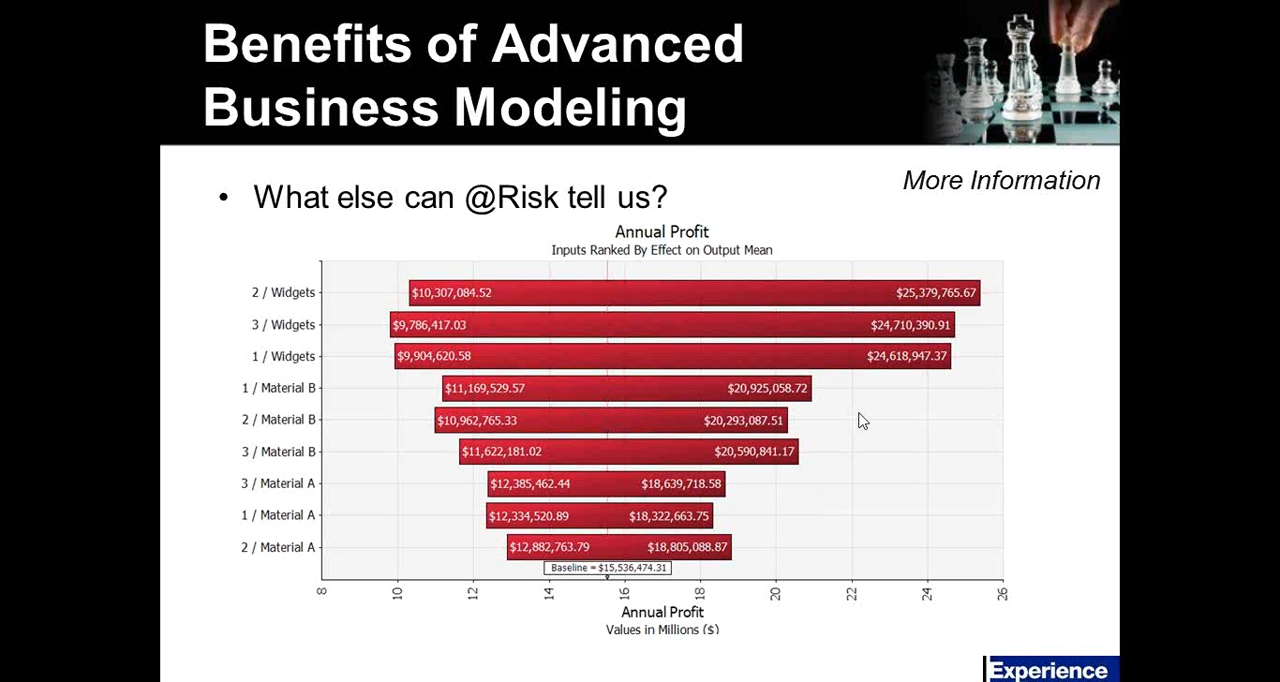 Benefits of Advanced
Business Modeling
More Information
• What else can @Risk tell us?
Annual Profit
Inputs Ranked By Effect on Output Mean
2 / Widgets $10,307,084.52 $25,379,765.67
3 / Widgets $9,786,417.03 $24,710,390.91
1 / Widgets $9,904,620.58 $24,618,947.37
1 / Material B $11,169,529.57 $20,925,058.72
2 / Material B $10,962,765.33 $20,293,087.51
3 / Material B $11,622,181.02 $20,590,841.17
3 / Material A $12,385,462.44 $18,639,718.58
1 / Material A $12,334,520.89 $18,322,663.75
2 / Material A $12,882,763.79 $18,805,088.87
Baseline = $15,536,474.31
8 10 12 14 16 18 20 22 24 26
Annual Profit
Values in Millions ($)
Experience